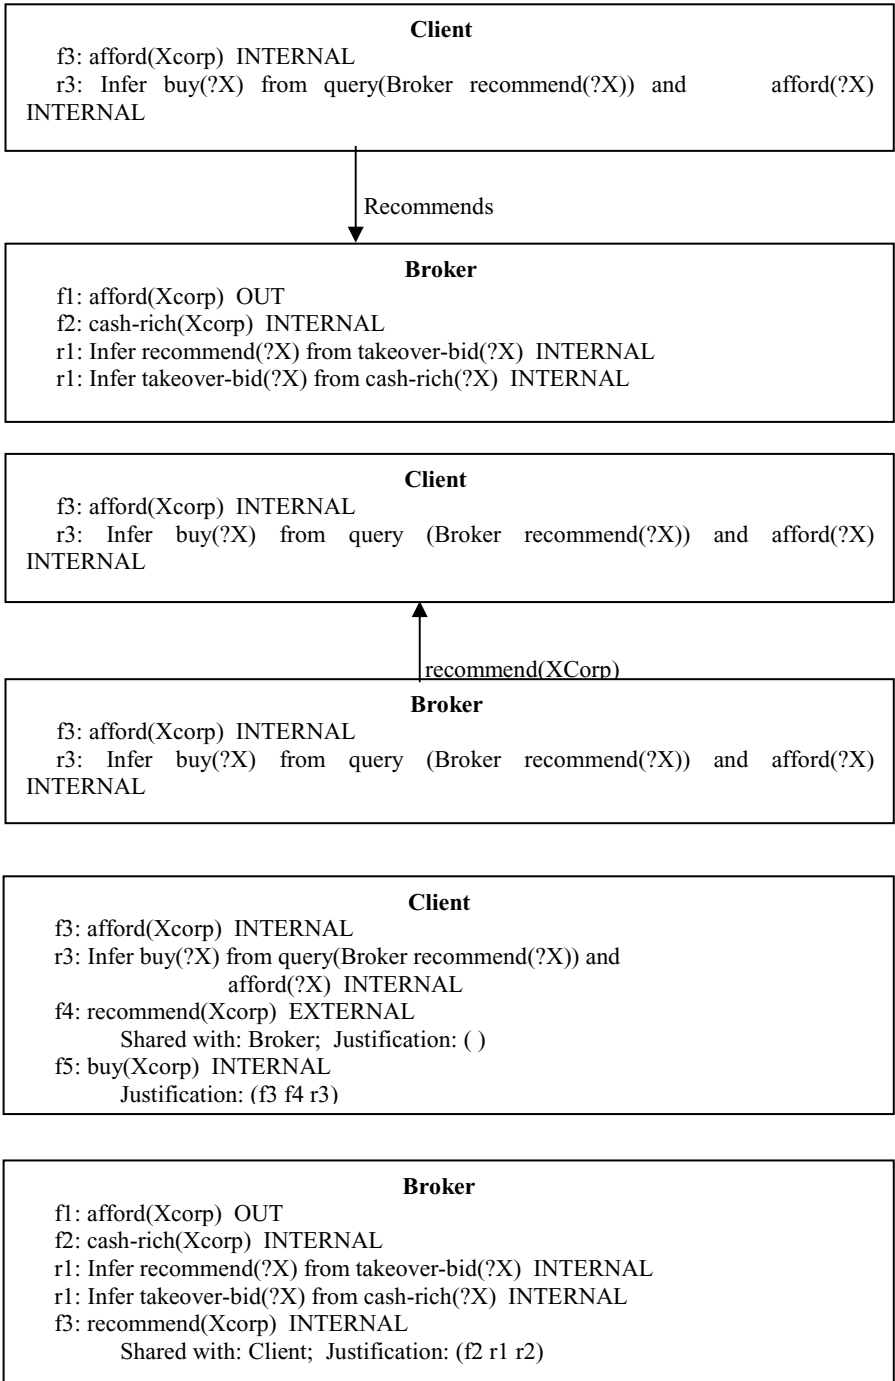 Client
f3: afford(Xcorp) INTERNAL
r3: Infer buy(?X) from query(Broker recommend(?X)) and afford(?X)
INTERNAL
Recommends
Broker
f1: afford(Xcorp) OUT
f2: cash-rich(Xcorp) INTERNAL
r1: Infer recommend(?X) from takeover-bid(?X) INTERNAL
r1: Infer takeover-bid(?X) from cash-rich(?X) INTERNAL
Client
f3: afford(Xcorp) INTERNAL
r3: Infer buy(?X) from query (Broker recommend(?X)) and afford(?X)
INTERNAL
recommend(XCorp)
Broker
f3: afford(Xcorp) INTERNAL
r3: Infer buy(?X) from query (Broker recommend(?X)) and afford(?X)
INTERNAL
Client
f3: afford(Xcorp) INTERNAL
r3: Infer buy(?X) from query(Broker recommend(?X)) and
afford(?X) INTERNAL
f4: recommend(Xcorp) EXTERNAL
Shared with: Broker; Justification: ( )
f5: buy(Xcorp) INTERNAL
Justification: (f3 f4 r3)
Broker
f1: afford(Xcorp) OUT
f2: cash-rich(Xcorp) INTERNAL
r1: Infer recommend(?X) from takeover-bid(?X) INTERNAL
r1: Infer takeover-bid(?X) from cash-rich(?X) INTERNAL
f3: recommend(Xcorp) INTERNAL
Shared with: Client; Justification: (f2 r1 r2)